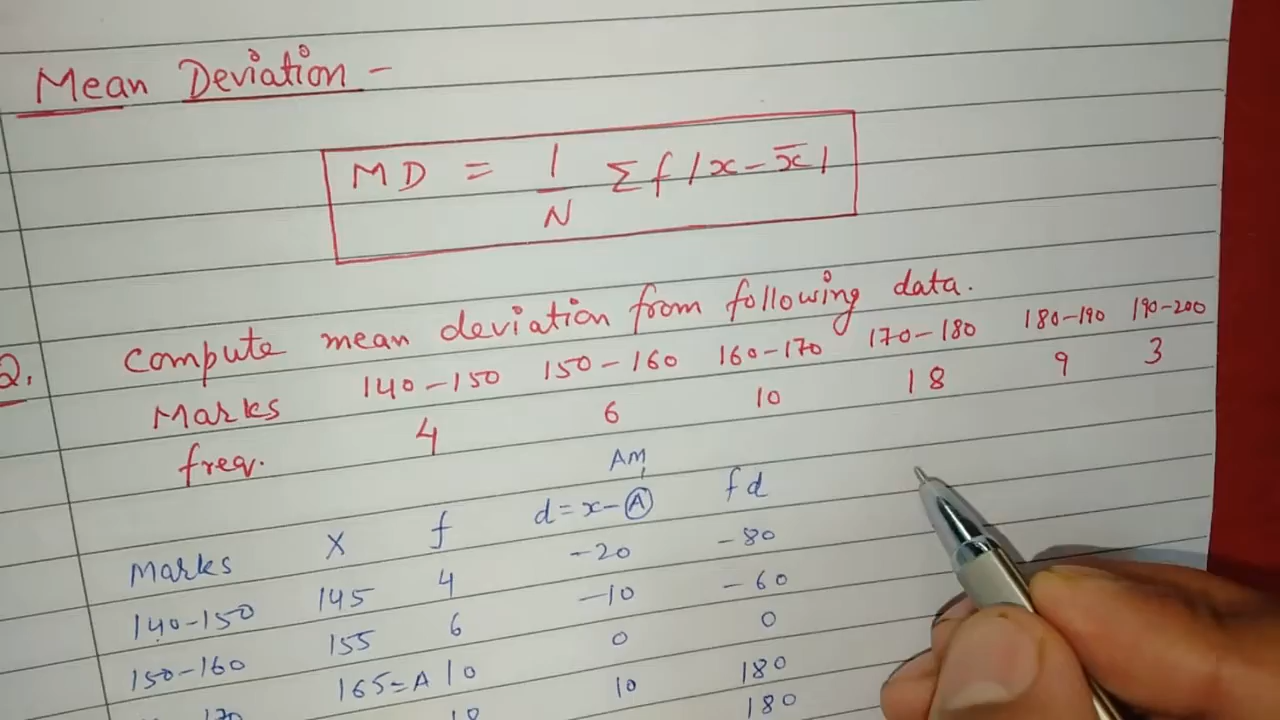 Mean Deviation -
MD = 1/N Σ f |x - x̄|
Q. Compute mean deviation from following data.
Marks 140-150 150-160 160-170 170-180 180-190 190-200
freq. 4 6 10 18 9 3
AM
Marks X f d = x - A fd
140-150 145 4 -20 -80
150-160 155 6 -10 -60
165=A 10 0 0
10 180
180